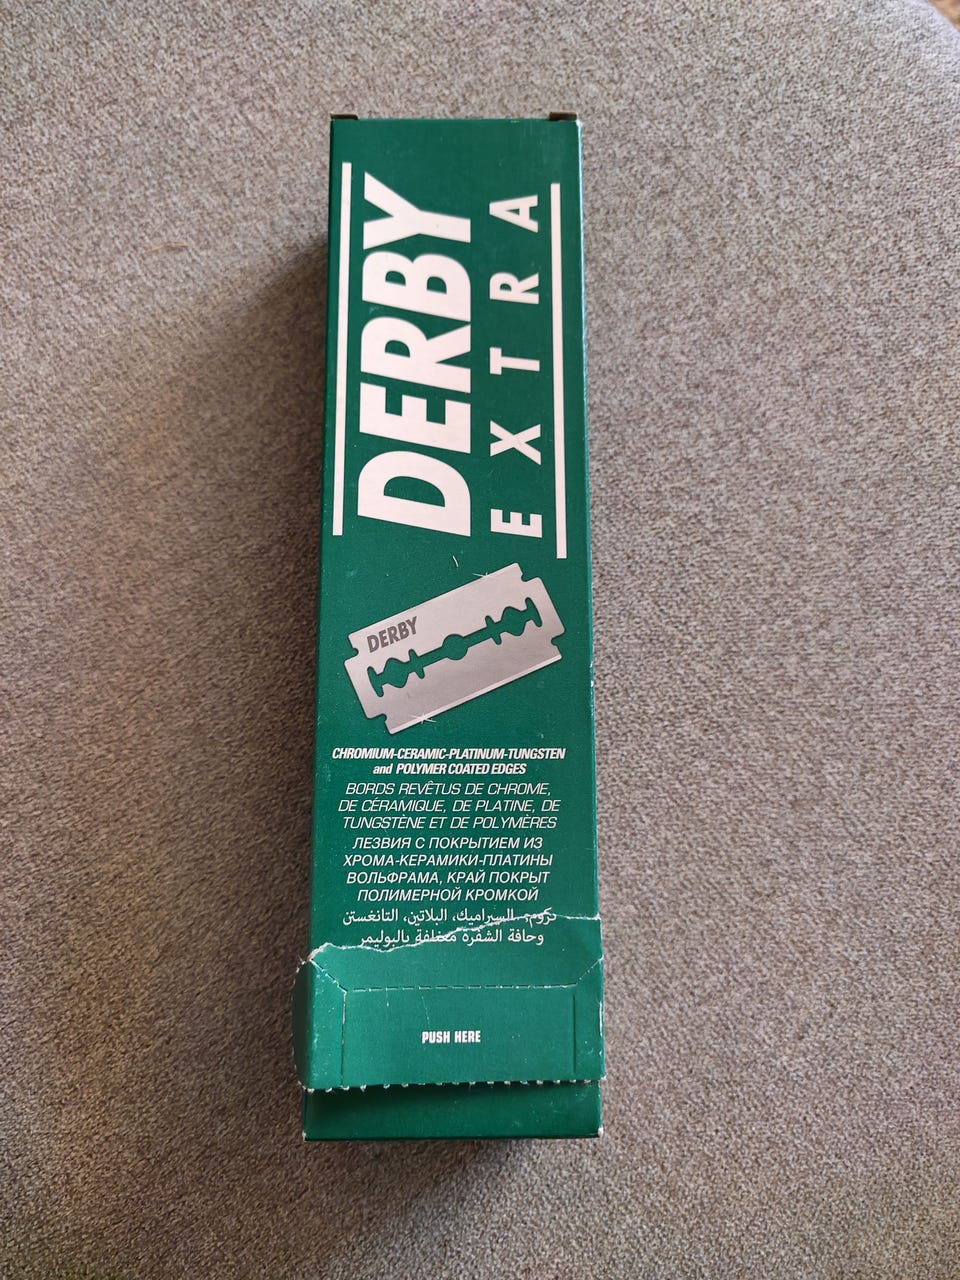 DERBY
EXTRA
DERBY
CHROMIUM-CERAMIC-PLATINUM-TUNGSTEN
and POLYMER COATED EDGES
BORDS REVÊTUS DE CHROME,
DE CÉRAMIQUE, DE PLATINE, DE
TUNGSTÈNE ET DE POLYMÈRES
ЛЕЗВИЯ С ПОКРЫТИЕМ ИЗ
ХРОМА-КЕРАМИКИ-ПЛАТИНЫ
ВОЛЬФРАМА, КРАЙ ПОКРЫТ
ПОЛИМЕРНОЙ КРОМКОЙ
السيراميك، البلاتين، التانغستن
وحافة الشفرة مغلفة بالبوليمر
PUSH HERE